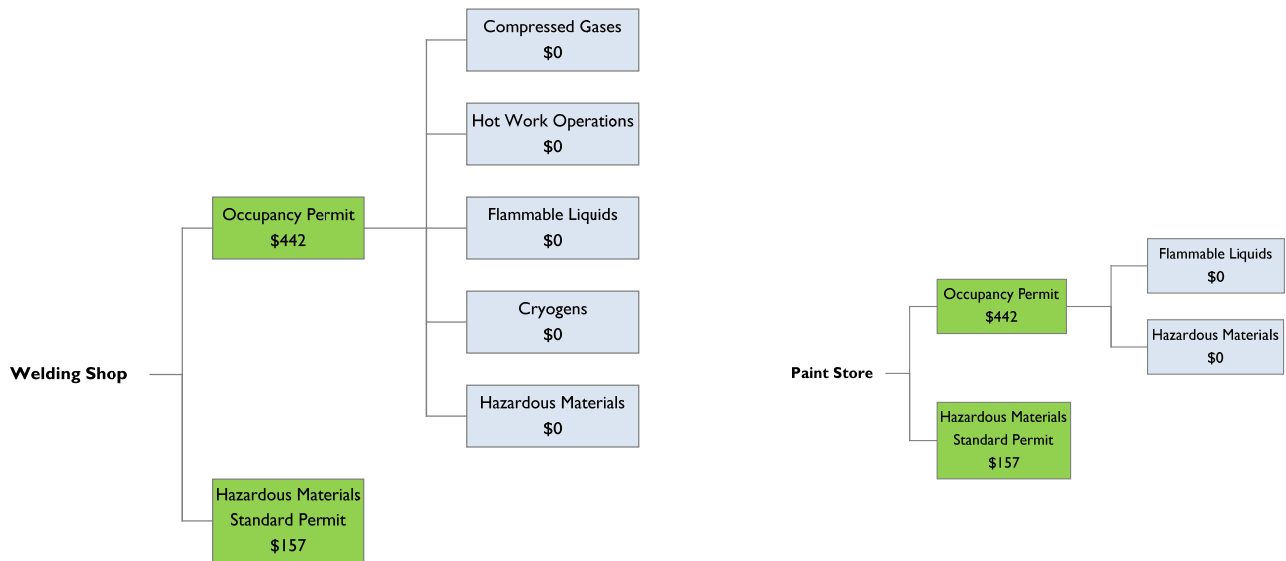 Compressed Gases
$0
Hot Work Operations
$0
Occupancy Permit
$442
Flammable Liquids
$0
Cryogens
$0
Welding Shop
Hazardous Materials
$0
Hazardous Materials
Standard Permit
$157
Flammable Liquids
$0
Occupancy Permit
$442
Hazardous Materials
$0
Paint Store
Hazardous Materials
Standard Permit
$157